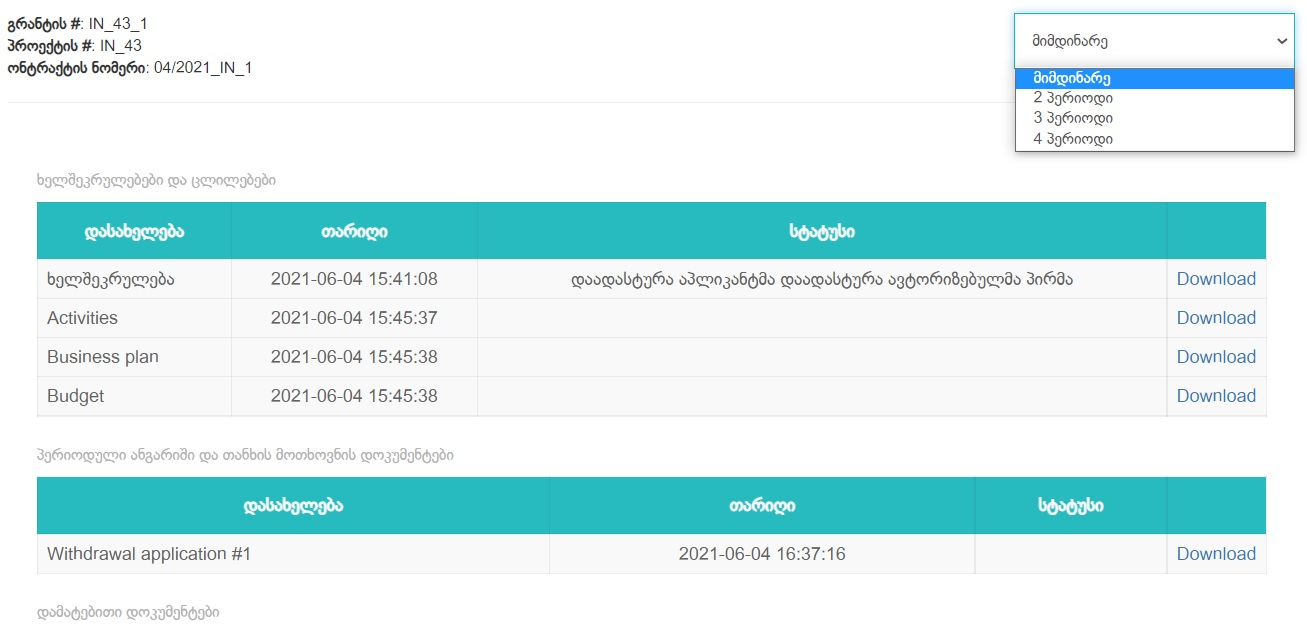 გრანტის #: IN_43_1
პროექტის #: IN_43
ონტრაქტის ნომერი: 04/2021_IN_1
მიმდინარე
მიმდინარე
2 პერიოდი
3 პერიოდი
4 პერიოდი
ხელშეკრულებები და ცლილებები
დასახელება თარიღი სტატუსი
ხელშეკრულება 2021-06-04 15:41:08 დაადასტურა აპლიკანტმა დაადასტურა ავტორიზებულმა პირმა Download
Activities 2021-06-04 15:45:37 Download
Business plan 2021-06-04 15:45:38 Download
Budget 2021-06-04 15:45:38 Download
პერიოდული ანგარიში და თანხის მოთხოვნის დოკუმენტები
დასახელება თარიღი სტატუსი
Withdrawal application #1 2021-06-04 16:37:16 Download
დამატებითი დოკუმენტები